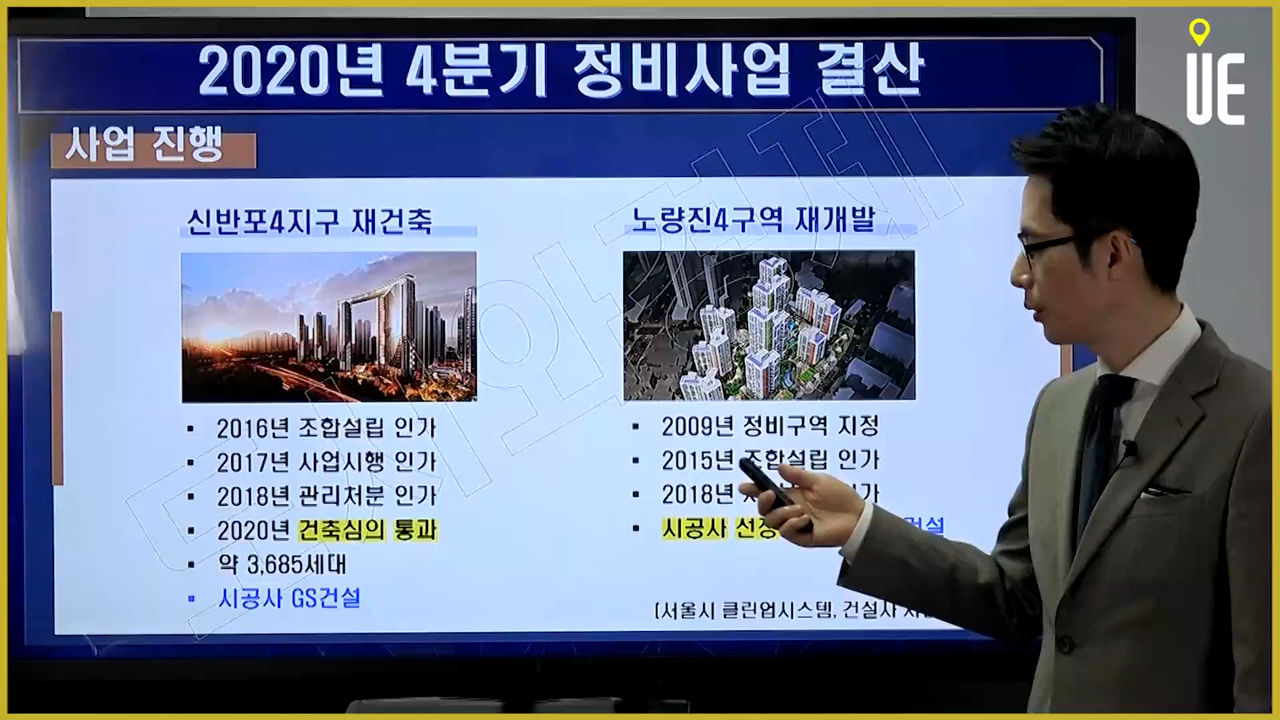 2020년 4분기 정비사업 결산
UE
사업 진행
신반포4지구 재건축
2016년 조합설립 인가
2017년 사업시행 인가
2018년 관리처분 인가
2020년 건축심의 통과
약 3,685세대
시공사 GS건설
노량진4구역 재개발
2009년 정비구역 지정
2015년 조합설립 인가
2018년
시공사 선정
(서울시 클린업시스템, 건설사